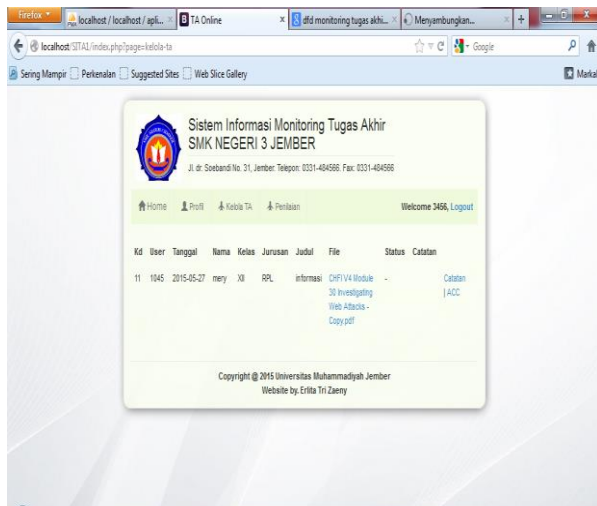 Firefox
localhost / localhost / apli...
TA Online
dfd monitoring tugas akhi...
Menyambungkan...
localhost/SITA1/index.php?page=kelola-ta
Google
Sering Mampir Perkenalan Suggested Sites Web Slice Gallery
Sistem Informasi Monitoring Tugas Akhir
SMK NEGERI 3 JEMBER
Jl. dr. Soebandi No. 31, Jember. Telepon: 0331-484566. Fax: 0331-484566
Home Profil Kelola TA Penilaian Welcome 3456, Logout
Kd User Tanggal Nama Kelas Jurusan Judul File Status Catatan
11 1045 2015-05-27 mery XII RPL informasi CHFI V4 Module - Catatan
30 Investigating | ACC
Web Attacks -
Copy.pdf
Copyright @ 2015 Universitas Muhammadiyah Jember
Website by. Erlita Tri Zaeny